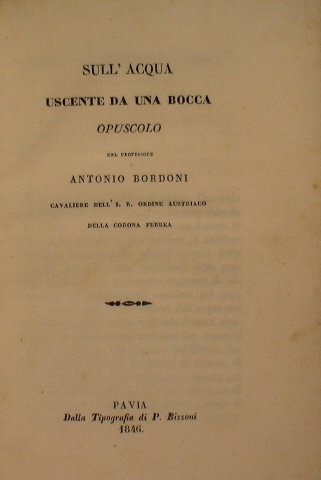 SULL' ACQUA
USCENTE DA UNA BOCCA
OPUSCOLO
DEL PROFESSORE
ANTONIO BORDONI
CAVALIERE DELL' I. R. ORDINE AUSTRIACO
DELLA CORONA FERREA
PAVIA
Dalla Tipografia di P. Bizzoni
1846.